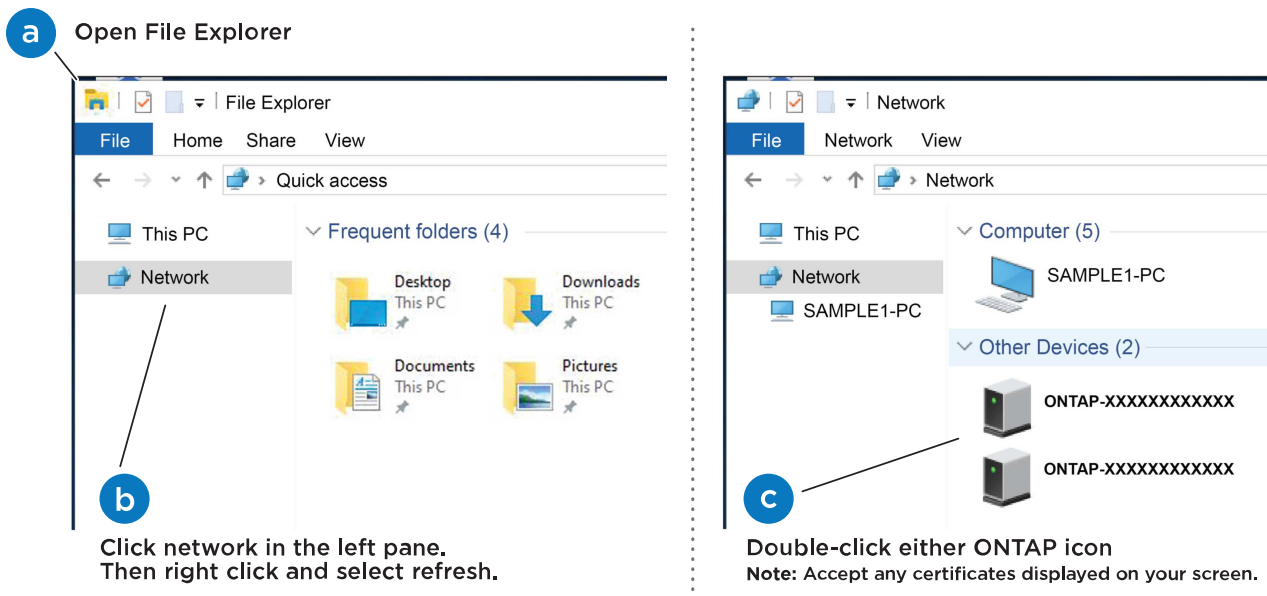 a
Open File Explorer
File Explorer
File Home Share View
Quick access
This PC
Network
Frequent folders (4)
Desktop
This PC
Downloads
This PC
Documents
This PC
Pictures
This PC
b
Click network in the left pane.
Then right click and select refresh.
Network
File Network View
Network
This PC
Network
SAMPLE1-PC
Computer (5)
SAMPLE1-PC
Other Devices (2)
ONTAP-XXXXXXXXXXXX
ONTAP-XXXXXXXXXXXX
c
Double-click either ONTAP icon
Note: Accept any certificates displayed on your screen.